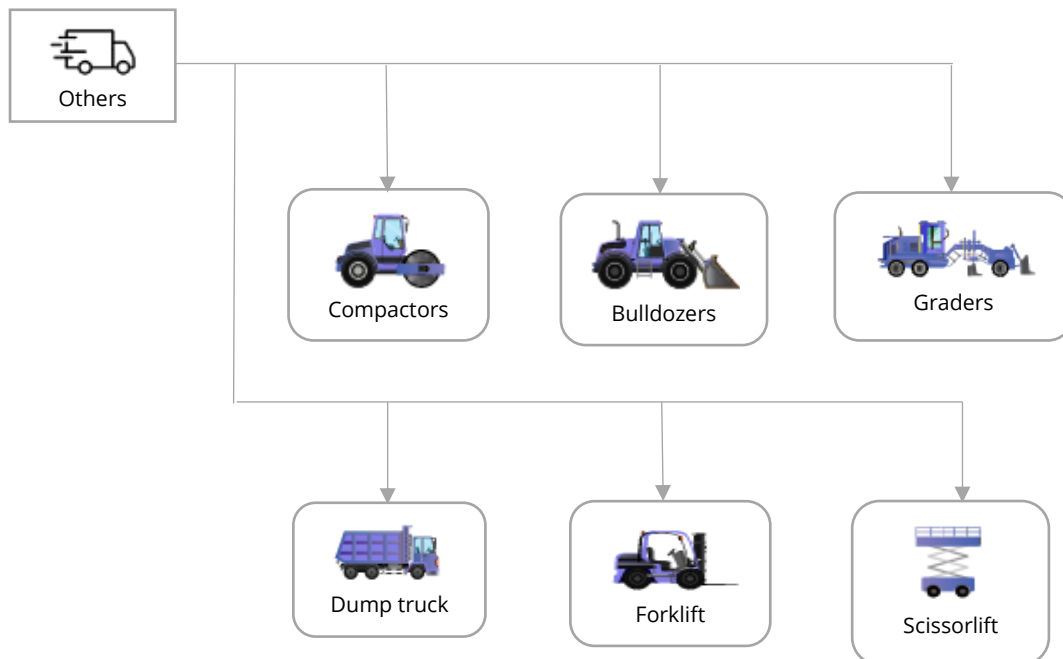 Others
Compactors
Bulldozers
Graders
Dump truck
Forklift
Scissorlift